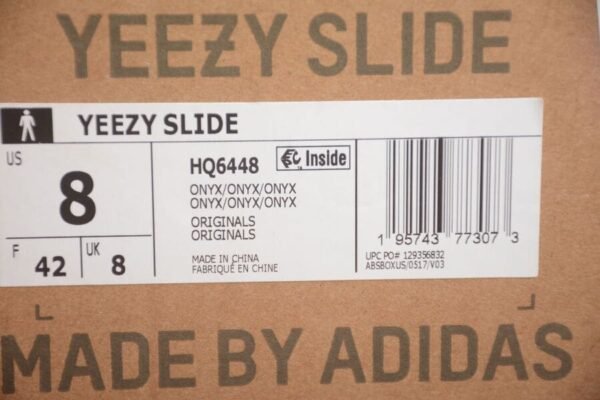 YEEZY SLIDE
YEEZY SLIDE
US
8
F
42
UK
8
HQ6448
Inside
ONYX/ONYX/ONYX
ONYX/ONYX/ONYX
ORIGINALS
ORIGINALS
MADE IN CHINA
FABRIQUÉ EN CHINE
1 95743 77307 3
UPC PO# 129356832
ABSBOXUS/0517/V03
MADE BY ADIDAS